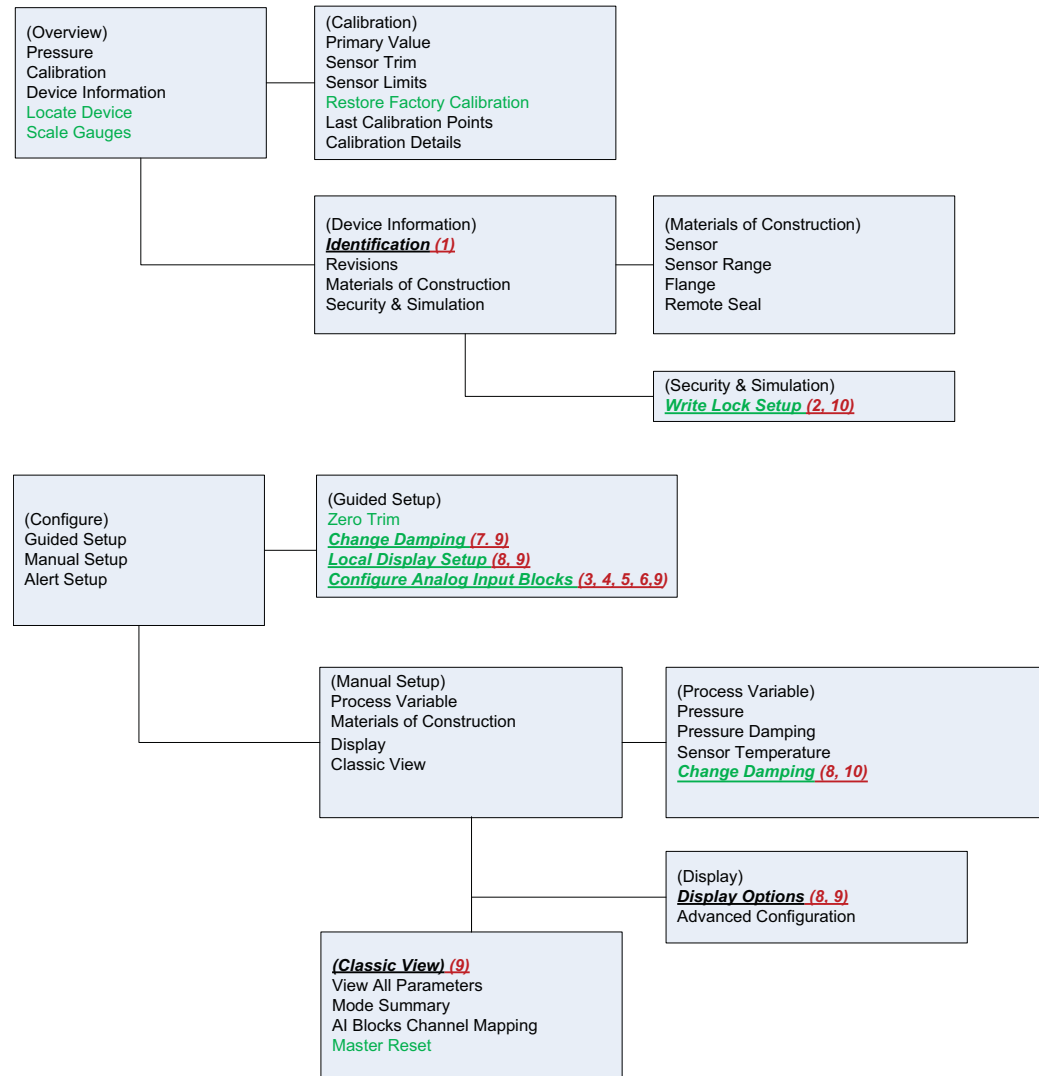 (Overview)
Pressure
Calibration
Device Information
Locate Device
Scale Gauges
(Calibration)
Primary Value
Sensor Trim
Sensor Limits
Restore Factory Calibration
Last Calibration Points
Calibration Details
(Device Information)
Identification (1)
Revisions
Materials of Construction
Security & Simulation
(Materials of Construction)
Sensor
Sensor Range
Flange
Remote Seal
(Security & Simulation)
Write Lock Setup (2, 10)
(Configure)
Guided Setup
Manual Setup
Alert Setup
(Guided Setup)
Zero Trim
Change Damping (7. 9)
Local Display Setup (8, 9)
Configure Analog Input Blocks (3, 4, 5, 6,9)
(Manual Setup)
Process Variable
Materials of Construction
Display
Classic View
(Process Variable)
Pressure
Pressure Damping
Sensor Temperature
Change Damping (8, 10)
(Display)
Display Options (8, 9)
Advanced Configuration
(Classic View) (9)
View All Parameters
Mode Summary
AI Blocks Channel Mapping
Master Reset